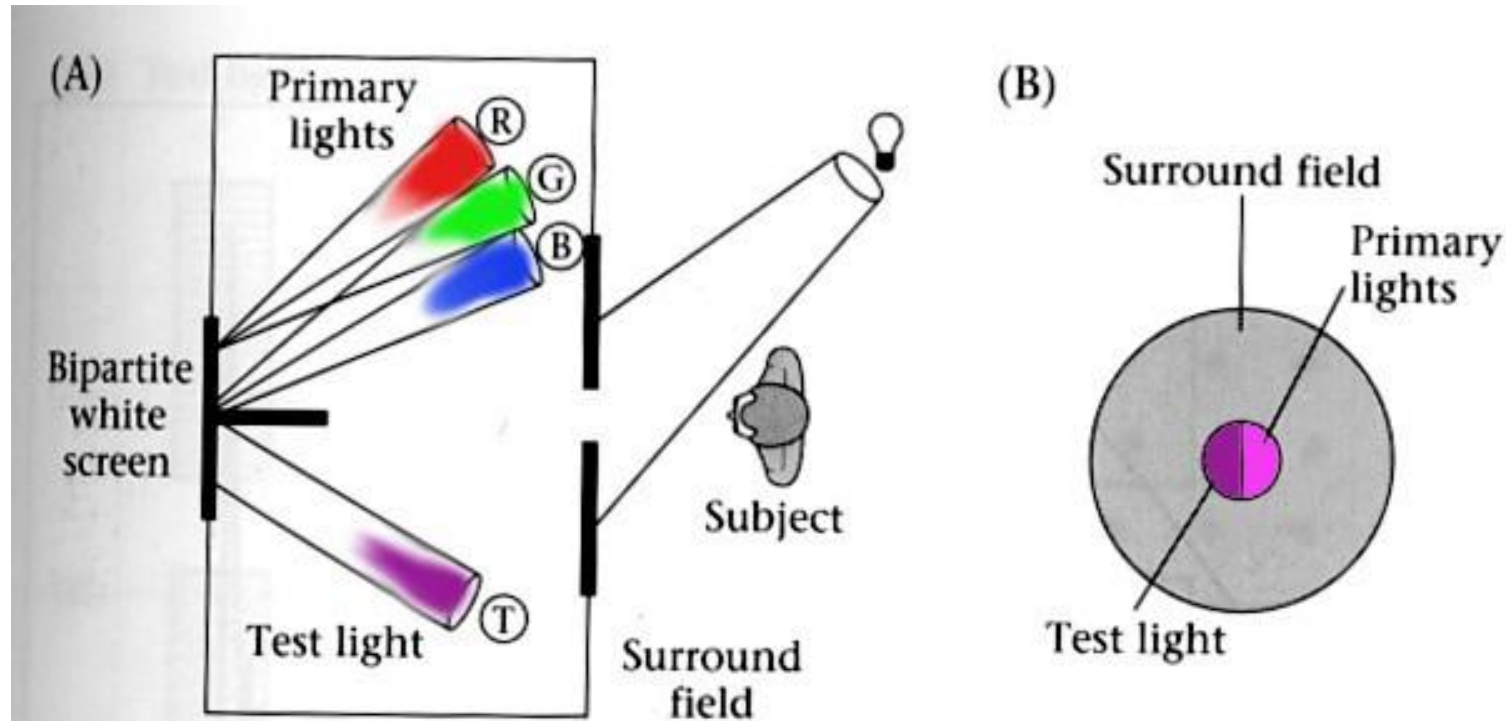 (A)
Primary
lights
R
G
B
Bipartite
white
screen
Test light
T
Subject
Surround
field
(B)
Surround field
Primary
lights
Test light